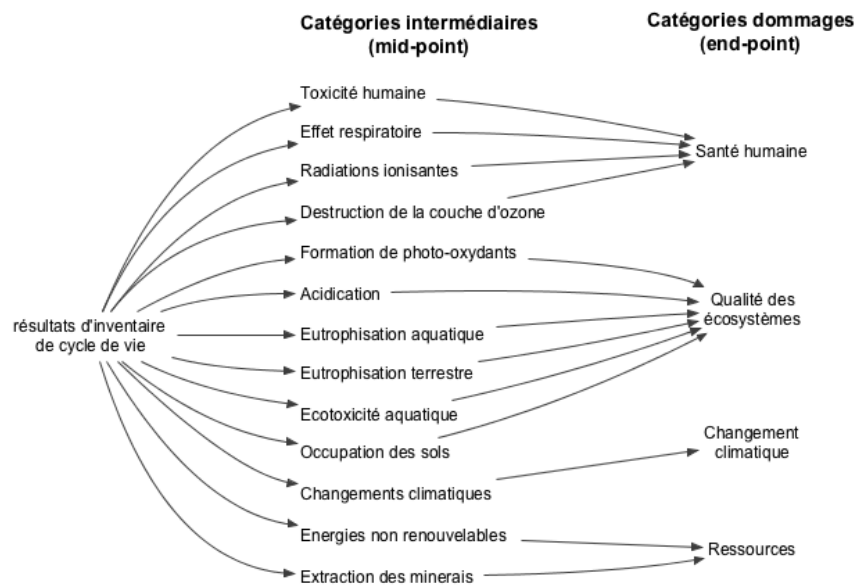 Catégories intermédiaires
(mid-point)
Catégories dommages
(end-point)
résultats d'inventaire
de cycle de vie
Toxicité humaine
Effet respiratoire
Radiations ionisantes
Destruction de la couche d'ozone
Formation de photo-oxydants
Acidication
Eutrophisation aquatique
Eutrophisation terrestre
Ecotoxicité aquatique
Occupation des sols
Changements climatiques
Energies non renouvelables
Extraction des minerais
Santé humaine
Qualité des
écosystèmes
Changement
climatique
Ressources